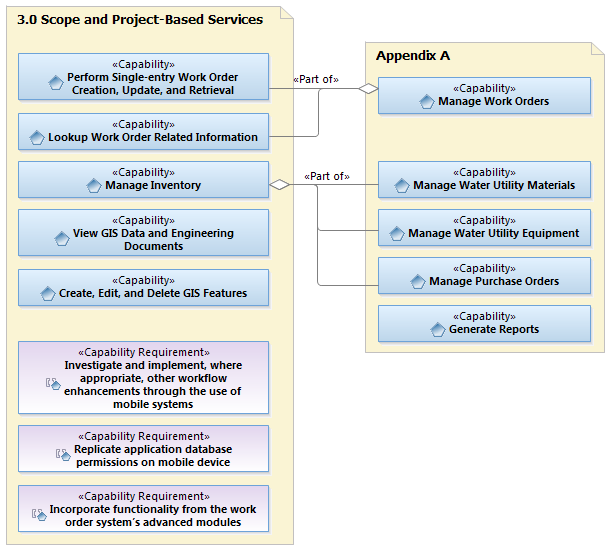 3.0 Scope and Project-Based Services
«Capability»
Perform Single-entry Work Order
Creation, Update, and Retrieval
«Capability»
Lookup Work Order Related Information
«Capability»
Manage Inventory
«Capability»
View GIS Data and Engineering
Documents
«Capability»
Create, Edit, and Delete GIS Features
«Capability Requirement»
Investigate and implement, where
appropriate, other workflow
enhancements through the use of
mobile systems
«Capability Requirement»
Replicate application database
permissions on mobile device
«Capability Requirement»
Incorporate functionality from the work
order system´s advanced modules
«Part of»
«Part of»
Appendix A
«Capability»
Manage Work Orders
«Capability»
Manage Water Utility Materials
«Capability»
Manage Water Utility Equipment
«Capability»
Manage Purchase Orders
«Capability»
Generate Reports